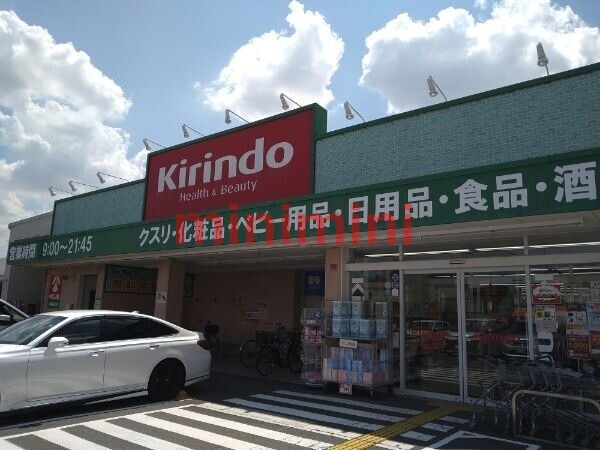 Kirindo
Health & Beauty
クスリ・化粧品・ベビー用品・日用品・食品・酒
営業時間 9:00～21:45
minimini